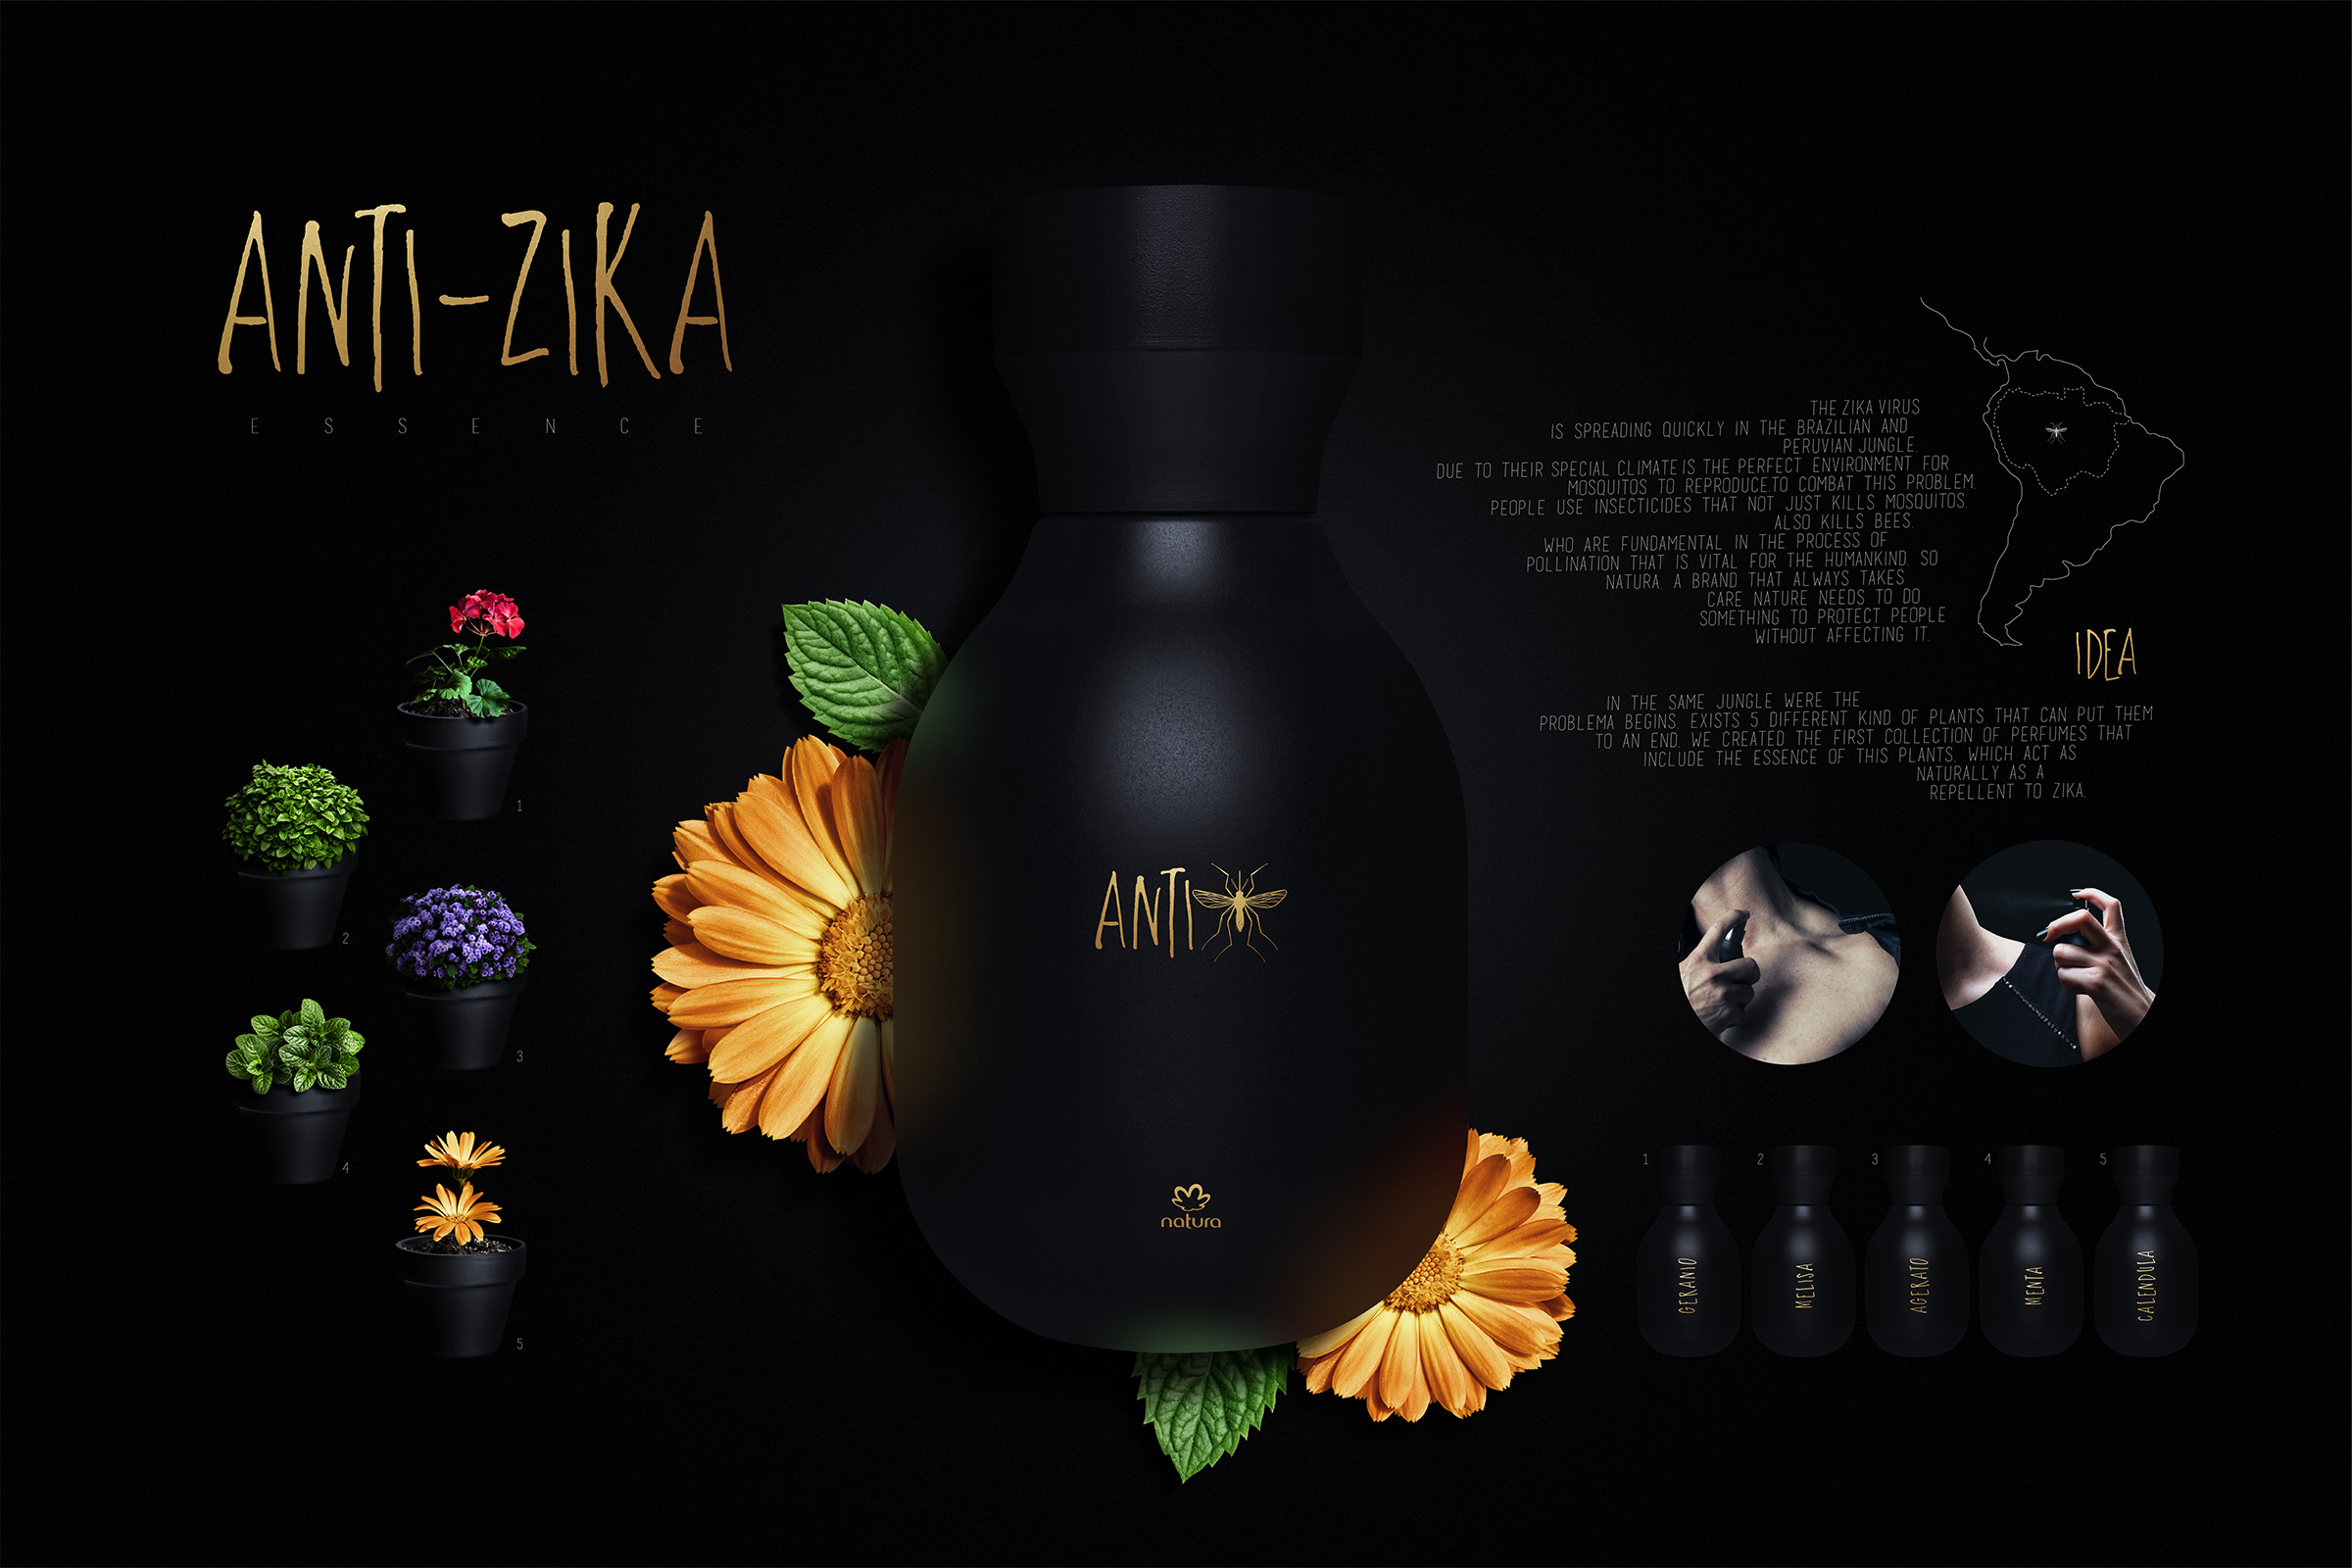 ANTI-ZIKA
ESSENCE
THE ZIKA VIRUS
IS SPREADING QUICKLY IN THE BRAZILIAN AND
PERUVIAN JUNGLE.
DUE TO THEIR SPECIAL CLIMATE IS THE PERFECT ENVIRONMENT FOR
MOSQUITOS TO REPRODUCE.TO COMBAT THIS PROBLEM,
PEOPLE USE INSECTICIDES THAT NOT JUST KILLS MOSQUITOS,
ALSO KILLS BEES.
WHO ARE FUNDAMENTAL IN THE PROCESS OF
POLLINATION THAT IS VITAL FOR THE HUMANKIND. SO
NATURA, A BRAND THAT ALWAYS TAKES
CARE NATURE NEEDS TO DO
SOMETHING TO PROTECT PEOPLE
WITHOUT AFFECTING IT.
IDEA
IN THE SAME JUNGLE WERE THE
PROBLEMA BEGINS, EXISTS 5 DIFFERENT KIND OF PLANTS THAT CAN PUT THEM
TO AN END. WE CREATED THE FIRST COLLECTION OF PERFUMES THAT
INCLUDE THE ESSENCE OF THIS PLANTS, WHICH ACT AS
NATURALLY AS A
REPELLENT TO ZIKA.
1
2
3
4
5
ANTI
natura
1
2
3
4
5
GERANIO
MELISA
AGERATO
MENTA
CALENDULA